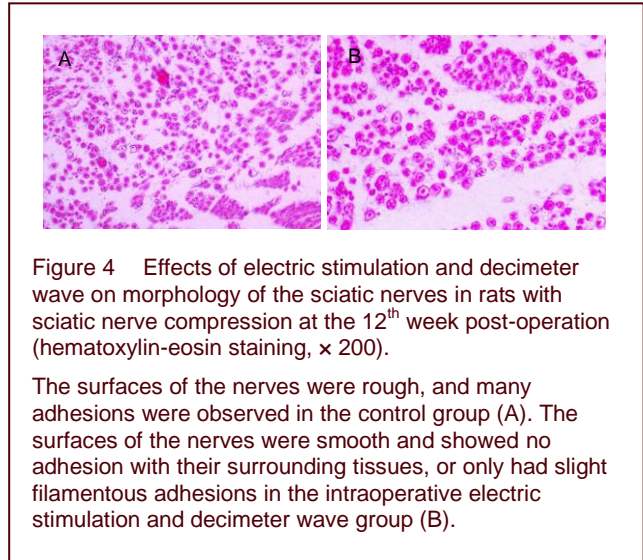 A
B
Figure 4 Effects of electric stimulation and decimeter
wave on morphology of the sciatic nerves in rats with
sciatic nerve compression at the 12th week post-operation
(hematoxylin-eosin staining, × 200).
The surfaces of the nerves were rough, and many
adhesions were observed in the control group (A). The
surfaces of the nerves were smooth and showed no
adhesion with their surrounding tissues, or only had slight
filamentous adhesions in the intraoperative electric
stimulation and decimeter wave group (B).